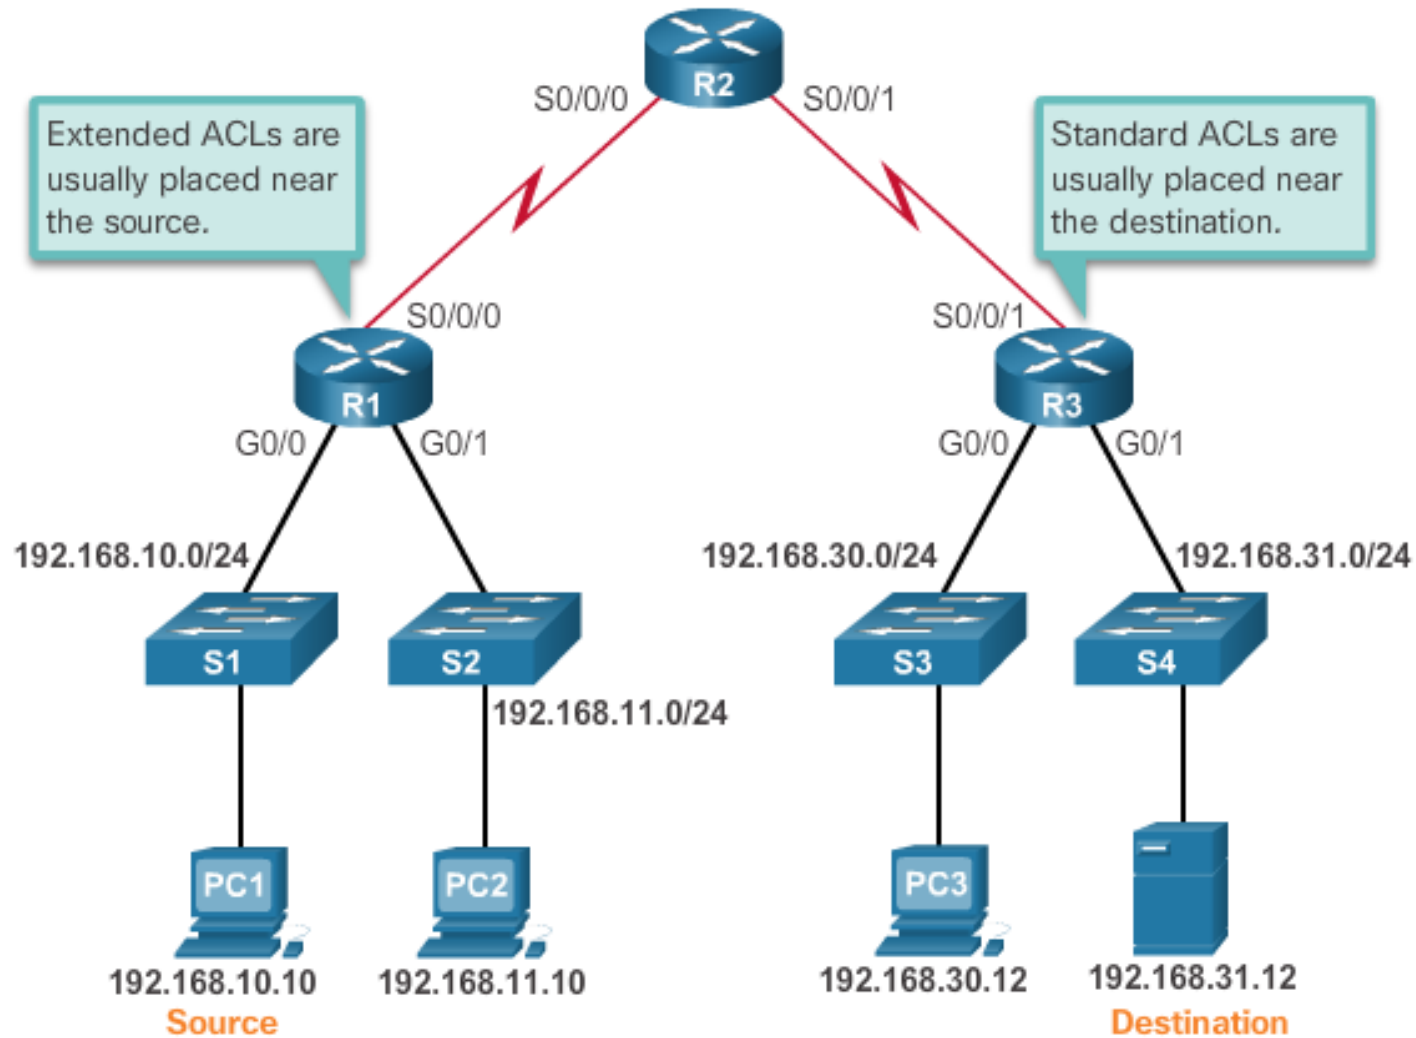 R2
S0/0/0
S0/0/1
Extended ACLs are
usually placed near
the source.
Standard ACLs are
usually placed near
the destination.
S0/0/0
S0/0/1
R1
R3
G0/0
G0/1
G0/0
G0/1
192.168.10.0/24
192.168.30.0/24
192.168.31.0/24
S1
S2
S3
S4
192.168.11.0/24
PC1
PC2
PC3
192.168.10.10
192.168.11.10
192.168.30.12
192.168.31.12
Source
Destination